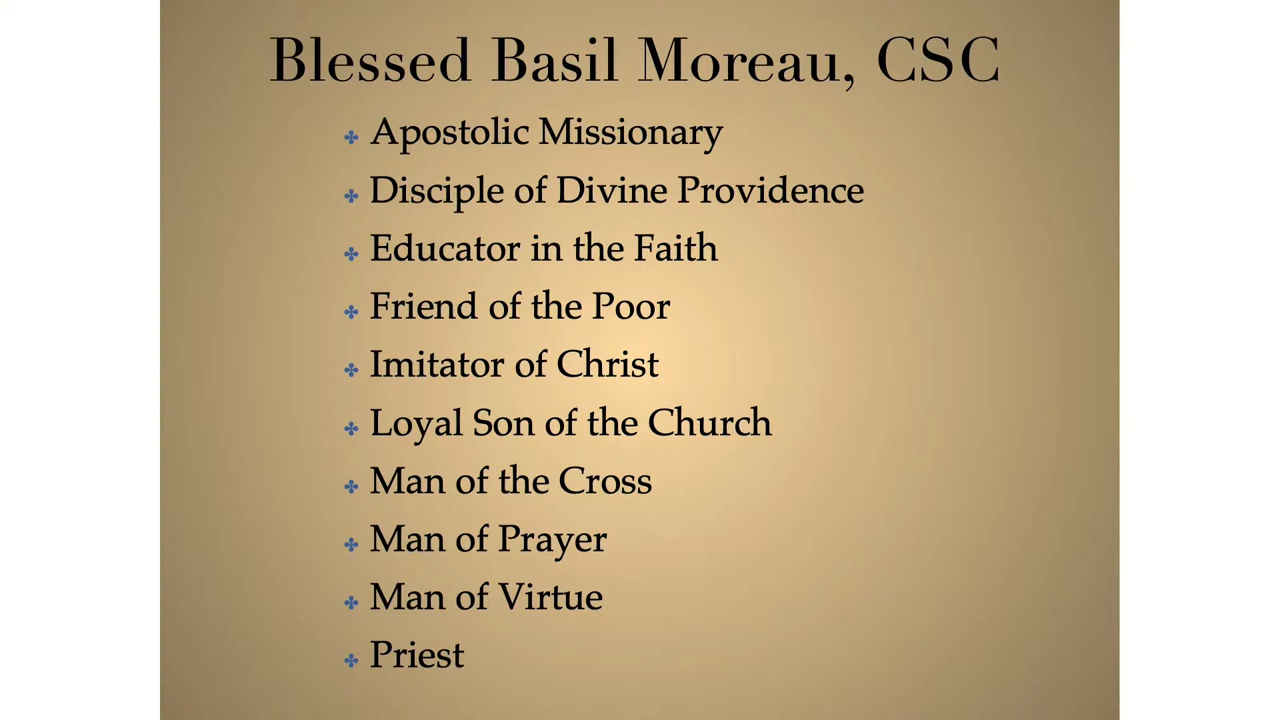 Blessed Basil Moreau, CSC
Apostolic Missionary
Disciple of Divine Providence
Educator in the Faith
Friend of the Poor
Imitator of Christ
Loyal Son of the Church
Man of the Cross
Man of Prayer
Man of Virtue
Priest